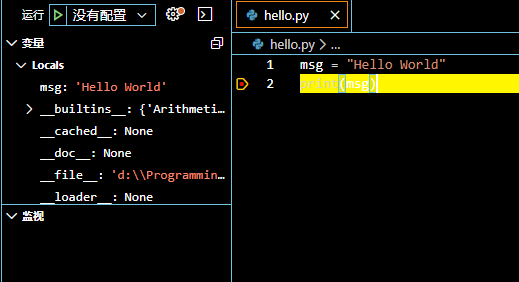 运行 没有配置
变量
Locals
msg: 'Hello World'
__builtins__: {'Arithmeti...
__cached__: None
__doc__: None
__file__: 'd:\\Programmin...
__loader__: None
监视
hello.py
hello.py > ...
1 msg = "Hello World"
2 print(msg)